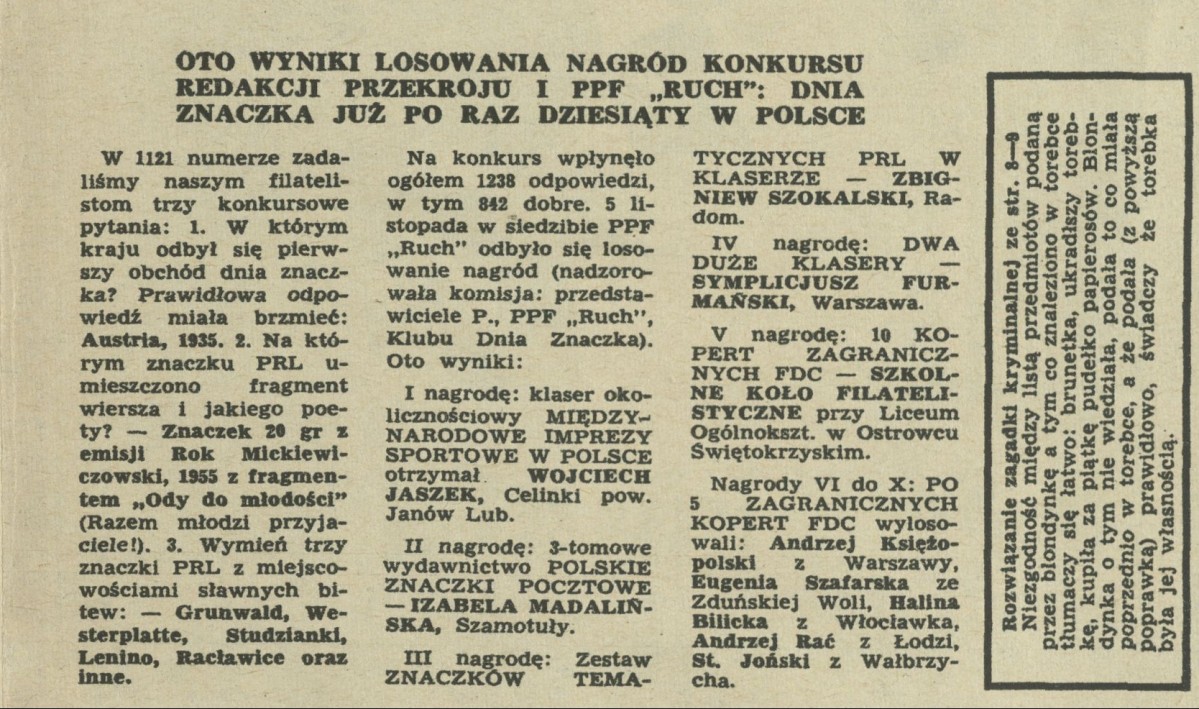 OTO WYNIKI LOSOWANIA NAGRÓD KONKURSU
REDAKCJI PRZEKROJU I PPF „RUCH”: DNIA
ZNACZKA JUŻ PO RAZ DZIESIĄTY W POLSCE
W 1121 numerze zada-
liśmy naszym filateli-
stom trzy konkursowe
pytania: 1. W którym
kraju odbył się pierw-
szy obchód dnia znacz-
ka? Prawidłowa odpo-
wiedź miała brzmieć:
Austria, 1935. 2. Na któ-
rym znaczku PRL u-
mieszczono fragment
wiersza i jakiego poe-
ty? — Znaczek 20 gr z
emisji Rok Mickiewi-
czowski, 1955 z fragmen-
tem „Ody do młodości”
(Razem młodzi przyja-
ciele!). 3. Wymień trzy
znaczki PRL z miejsco-
wościami sławnych bi-
tew: — Grunwald, We-
sterplatte, Studzianki,
Lenino, Racławice oraz
inne.
Na konkurs wpłynęło
ogółem 1238 odpowiedzi,
w tym 842 dobre. 5 li-
stopada w siedzibie PPF
„Ruch” odbyło się loso-
wanie nagród (nadzoro-
wała komisja: przedsta-
wiciele P., PPF „Ruch”,
Klubu Dnia Znaczka).
Oto wyniki:
I nagrodę: klaser oko-
licznościowy MIĘDZY-
NARODOWE IMPREZY
SPORTOWE W POLSCE
otrzymał WOJCIECH
JASZEK, Celinki pow.
Janów Lub.
II nagrodę: 3-tomowe
wydawnictwo POLSKIE
ZNACZKI POCZTOWE
— IZABELA MADALIŃ-
SKA, Szamotuły.
III nagrodę: Zestaw
ZNACZKÓW TEMA-
TYCZNYCH PRL W
KLASERZE — ZBIG-
NIEW SZOKALSKI, Ra-
dom.
IV nagrodę: DWA
DUŻE KLASERY —
SYMPLICJUSZ FUR-
MAŃSKI, Warszawa.
V nagrodę: 10 KO-
PERT ZAGRANICZ-
NYCH FDC — SZKOL-
NE KOŁO FILATELI-
STYCZNE przy Liceum
Ogólnokszt. w Ostrowcu
Świętokrzyskim.
Nagrody VI do X: PO
5 ZAGRANICZNYCH
KOPERT FDC wyloso-
wali: Andrzej Księżo-
polski z Warszawy,
Eugenia Szafarska ze
Zduńskiej Woli, Halina
Bilicka z Włocławka,
Andrzej Rać z Łodzi,
St. Joński z Wałbrzy-
cha.
Rozwiązanie zagadki kryminalnej ze str. 8—9
Niezgodność między listą przedmiotów podaną
przez blondynkę a tym co znaleziono w torebce
tłumaczy się łatwo: brunetka, ukradłszy toreb-
kę, kupiła za piątkę pudełko papierosów. Blon-
dynka o tym nie wiedziała, podała to co miała
poprzednio w torebce, a że podała (z powyższą
poprawką) prawidłowo, świadczy że torebka
była jej własnością.